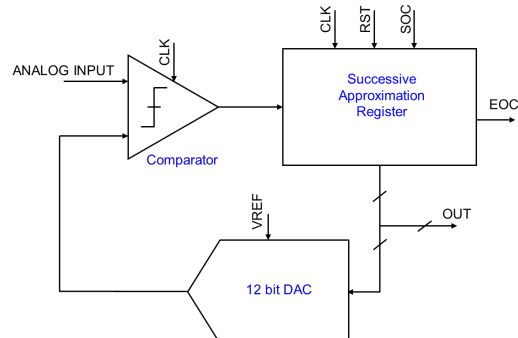 CLK
RST
SOC
CLK
ANALOG INPUT
Successive
Approximation
Register
EOC
Comparator
VREF
OUT
12 bit DAC